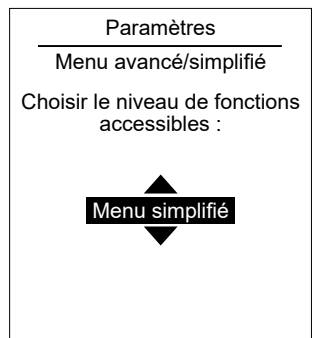 Paramètres
Menu avancé/simplifié
Choisir le niveau de fonctions
accessibles :
Menu simplifié